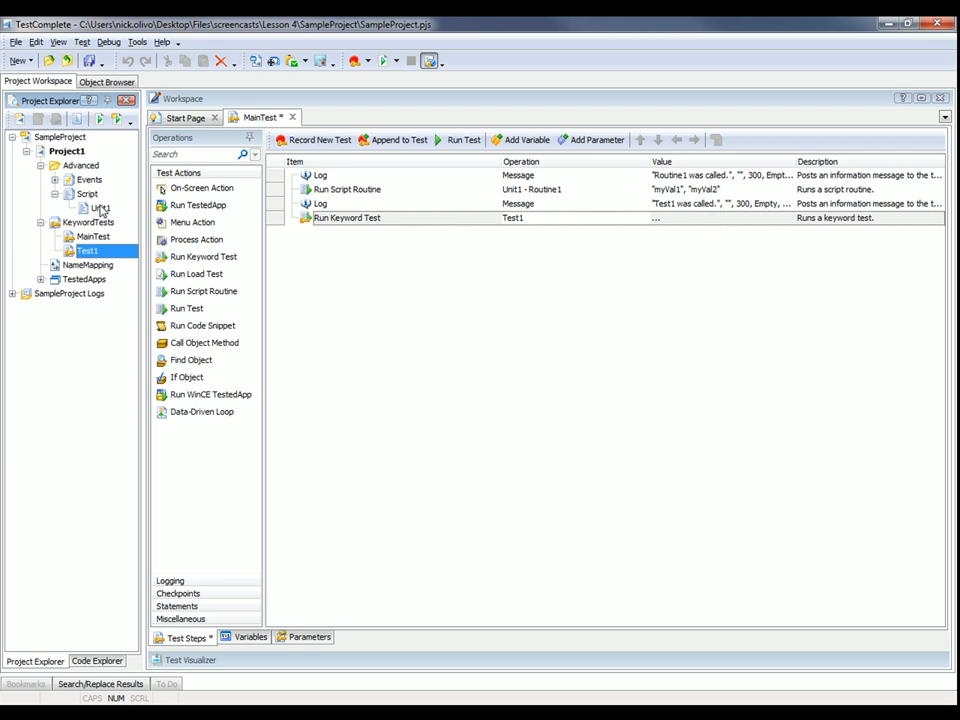 TestComplete - C:\Users\nick.olivo\Desktop\Files\screencasts\Lesson 4\SampleProject\SampleProject.pjs
File Edit View Test Debug Tools Help
New
Project Workspace Object Browser
Project Explorer
Workspace
Start Page MainTest *
SampleProject
Project1
Advanced
Events
Script
Unit1
KeywordTests
MainTest
Test1
NameMapping
TestedApps
SampleProject Logs
Operations
Search
Test Actions
On-Screen Action
Run TestedApp
Menu Action
Process Action
Run Keyword Test
Run Load Test
Run Script Routine
Run Test
Run Code Snippet
Call Object Method
Find Object
If Object
Run WinCE TestedApp
Data-Driven Loop
Logging
Checkpoints
Statements
Miscellaneous
Record New Test Append to Test Run Test Add Variable Add Parameter
Item Operation Value Description
Log Message "Routine1 was called.", "", 300, Empt... Posts an information message to the t...
Run Script Routine Unit1 - Routine1 "myVal1", "myVal2" Runs a script routine.
Log Message "Test1 was called.", "", 300, Empty, ... Posts an information message to the t...
Run Keyword Test Test1 ... Runs a keyword test.
Test Steps * Variables Parameters
Test Visualizer
Project Explorer Code Explorer
Bookmarks Search/Replace Results To Do
CAPS NUM SCRL